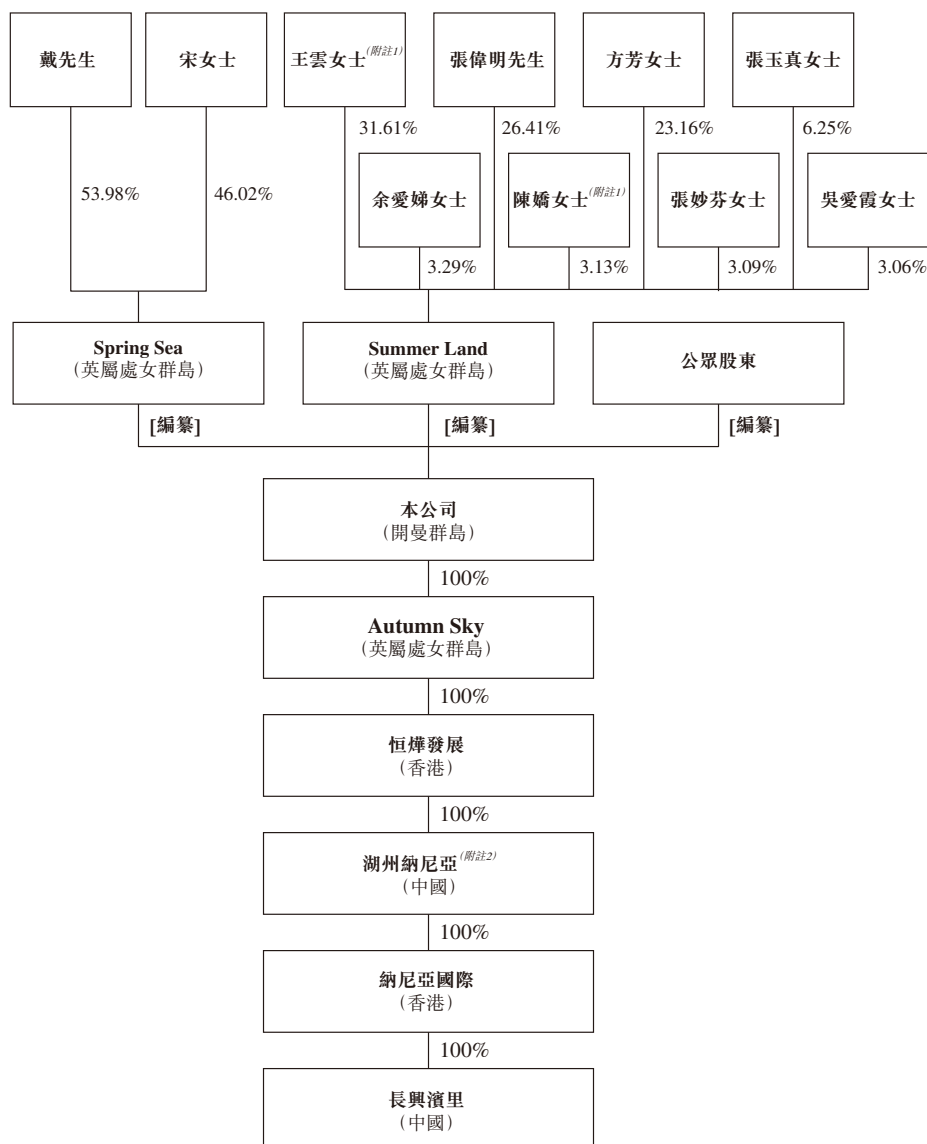 戴先生
宋女士
王雲女士(附註1)
張偉明先生
方芳女士
張玉真女士
31.61%
26.41%
23.16%
6.25%
53.98%
46.02%
余愛娣女士
陳嬌女士(附註1)
張妙芬女士
吳愛霞女士
3.29%
3.13%
3.09%
3.06%
Spring Sea
(英屬處女群島)
Summer Land
(英屬處女群島)
公眾股東
[編纂]
[編纂]
[編纂]
本公司
(開曼群島)
100%
Autumn Sky
(英屬處女群島)
100%
恒燁發展
(香港)
100%
湖州納尼亞(附註2)
(中國)
100%
納尼亞國際
(香港)
100%
長興濱里
(中國)